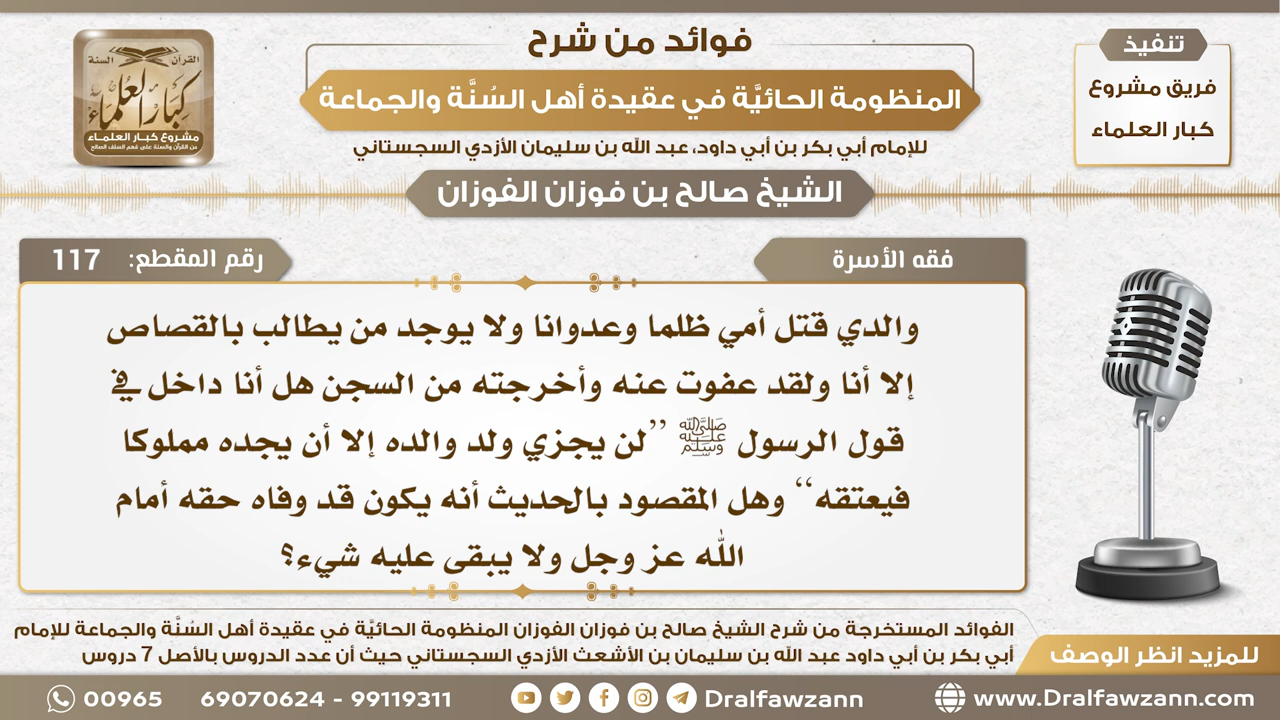 فوائد من شرح
المنظومة الحائيَّة في عقيدة أهل السُنَّة والجماعة
للإمام أبي بكر بن أبي داود، عبد الله بن سليمان الأزدي السجستاني
الشيخ صالح بن فوزان الفوزان
تنفيذ
فريق مشروع
كبار العلماء
القرآن السنة
كبار العلماء
مشروع كبار العلماء
من القرآن والسنة على فهم السلف الصالح
فقه الأسرة
رقم المقطع: 117
والدي قتل أمي ظلما وعدوانا ولا يوجد من يطالب بالقصاص
إلا أنا ولقد عفوت عنه وأخرجته من السجن هل أنا داخل في
قول الرسول ﷺ ’’لن يجزي ولد والده إلا أن يجده مملوكا
فيعتقه‘‘ وهل المقصود بالحديث أنه يكون قد وفاه حقه أمام
الله عز وجل ولا يبقى عليه شيء؟
الفوائد المستخرجة من شرح الشيخ صالح بن فوزان الفوزان المنظومة الحائيَّة في عقيدة أهل السُنَّة والجماعة للإمام
أبي بكر بن أبي داود عبد الله بن سليمان بن الأشعث الأزدي السجستاني حيث أن عدد الدروس بالأصل 7 دروس
للمزيد انظر الوصف
00965 69070624 - 99119311
Dralfawzann
www.Dralfawzann.com